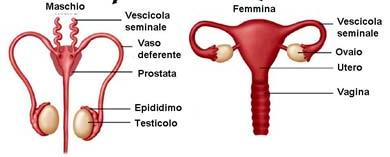 Maschio
Vescicola
seminale
Vaso
deferente
Prostata
Epididimo
Testicolo
Femmina
Vescicola
seminale
Ovaio
Utero
Vagina